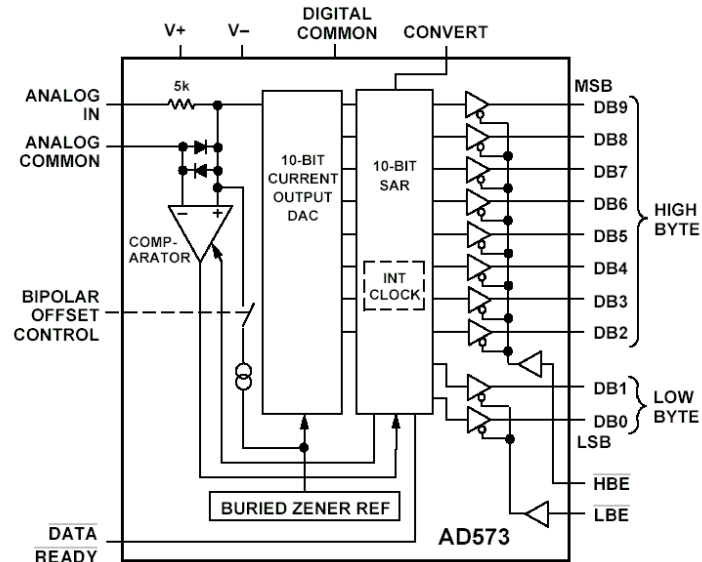 V+
V–
DIGITAL
COMMON
CONVERT
ANALOG
IN
5k
MSB
DB9
ANALOG
COMMON
DB8
10-BIT
CURRENT
OUTPUT
DAC
10-BIT
SAR
DB7
– +
COMP-
ARATOR
DB6
HIGH
BYTE
DB5
INT
CLOCK
DB4
BIPOLAR
OFFSET
CONTROL
DB3
DB2
DB1
LOW
BYTE
DB0
LSB
HBE
BURIED ZENER REF
LBE
DATA
READY
AD573